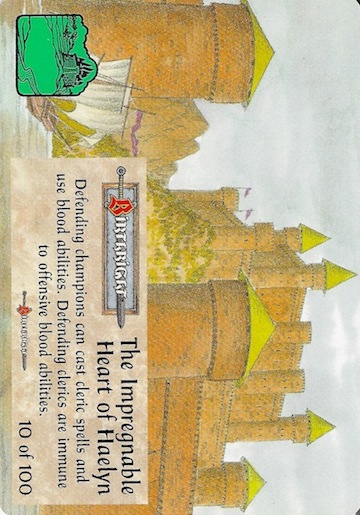 BIRTHRIGHT
The Impregnable
Heart of Haelyn
Defending champions can cast cleric spells and
use blood abilities. Defending clerics are immune
to offensive blood abilities.
BIRTHRIGHT
10 of 100